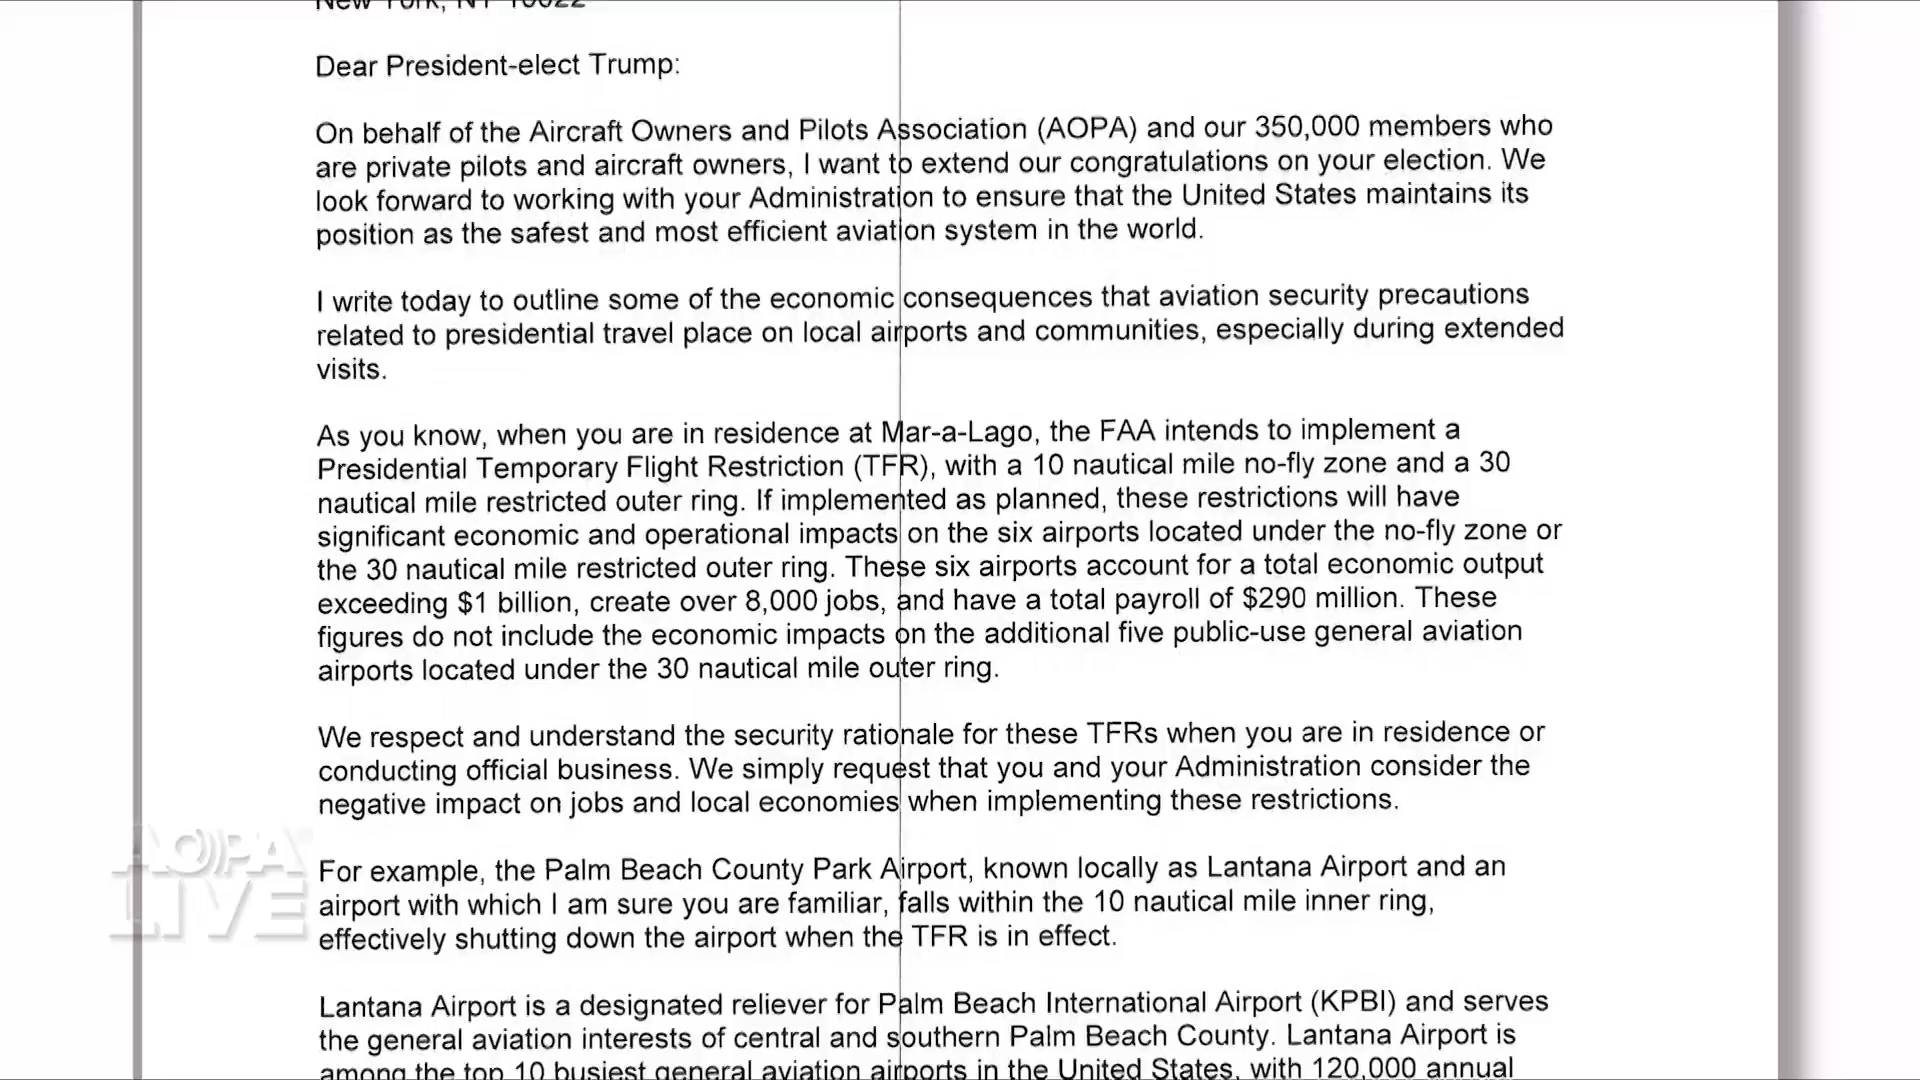 New York, NY 10022
Dear President-elect Trump:
On behalf of the Aircraft Owners and Pilots Association (AOPA) and our 350,000 members who
are private pilots and aircraft owners, I want to extend our congratulations on your election. We
look forward to working with your Administration to ensure that the United States maintains its
position as the safest and most efficient aviation system in the world.
I write today to outline some of the economic consequences that aviation security precautions
related to presidential travel place on local airports and communities, especially during extended
visits.
As you know, when you are in residence at Mar-a-Lago, the FAA intends to implement a
Presidential Temporary Flight Restriction (TFR), with a 10 nautical mile no-fly zone and a 30
nautical mile restricted outer ring. If implemented as planned, these restrictions will have
significant economic and operational impacts on the six airports located under the no-fly zone or
the 30 nautical mile restricted outer ring. These six airports account for a total economic output
exceeding $1 billion, create over 8,000 jobs, and have a total payroll of $290 million. These
figures do not include the economic impacts on the additional five public-use general aviation
airports located under the 30 nautical mile outer ring.
We respect and understand the security rationale for these TFRs when you are in residence or
conducting official business. We simply request that you and your Administration consider the
negative impact on jobs and local economies when implementing these restrictions.
For example, the Palm Beach County Park Airport, known locally as Lantana Airport and an
airport with which I am sure you are familiar, falls within the 10 nautical mile inner ring,
effectively shutting down the airport when the TFR is in effect.
Lantana Airport is a designated reliever for Palm Beach International Airport (KPBI) and serves
the general aviation interests of central and southern Palm Beach County. Lantana Airport is
among the top 10 busiest general aviation airports in the United States, with 120,000 annual
AOPA
LIVE